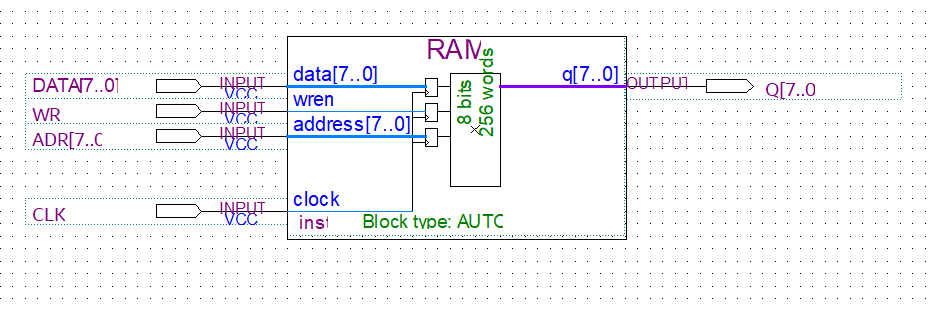 RAM
DATA[7..0]
INPUT
VCC
data[7..0]
q[7..0]
OUTPUT
Q[7..0
WR
INPUT
VCC
wren
ADR[7..0
INPUT
VCC
address[7..0]
8 bits
256 words
CLK
INPUT
VCC
clock
inst
Block type: AUTO